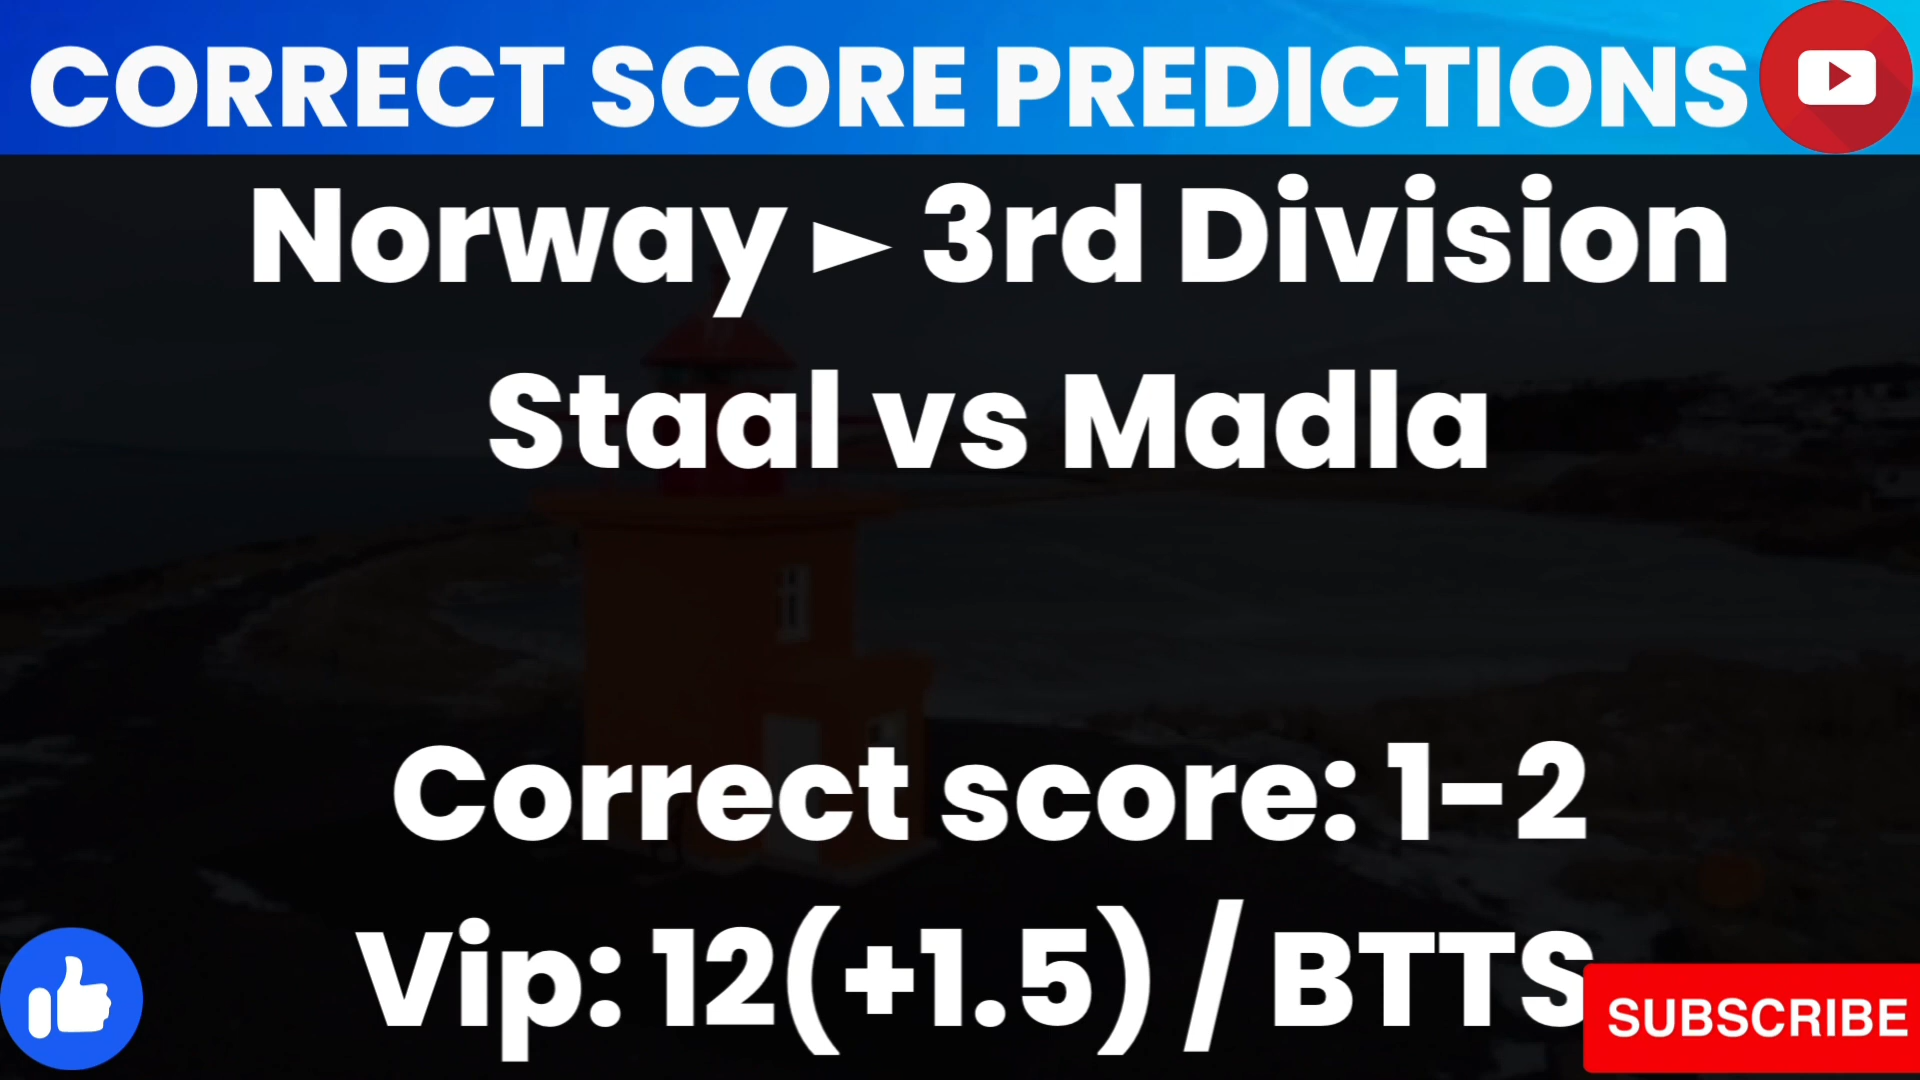 CORRECT SCORE PREDICTIONS
Norway ► 3rd Division
Staal vs Madla
Correct score: 1-2
Vip: 12(+1.5) / BTTS
SUBSCRIBE